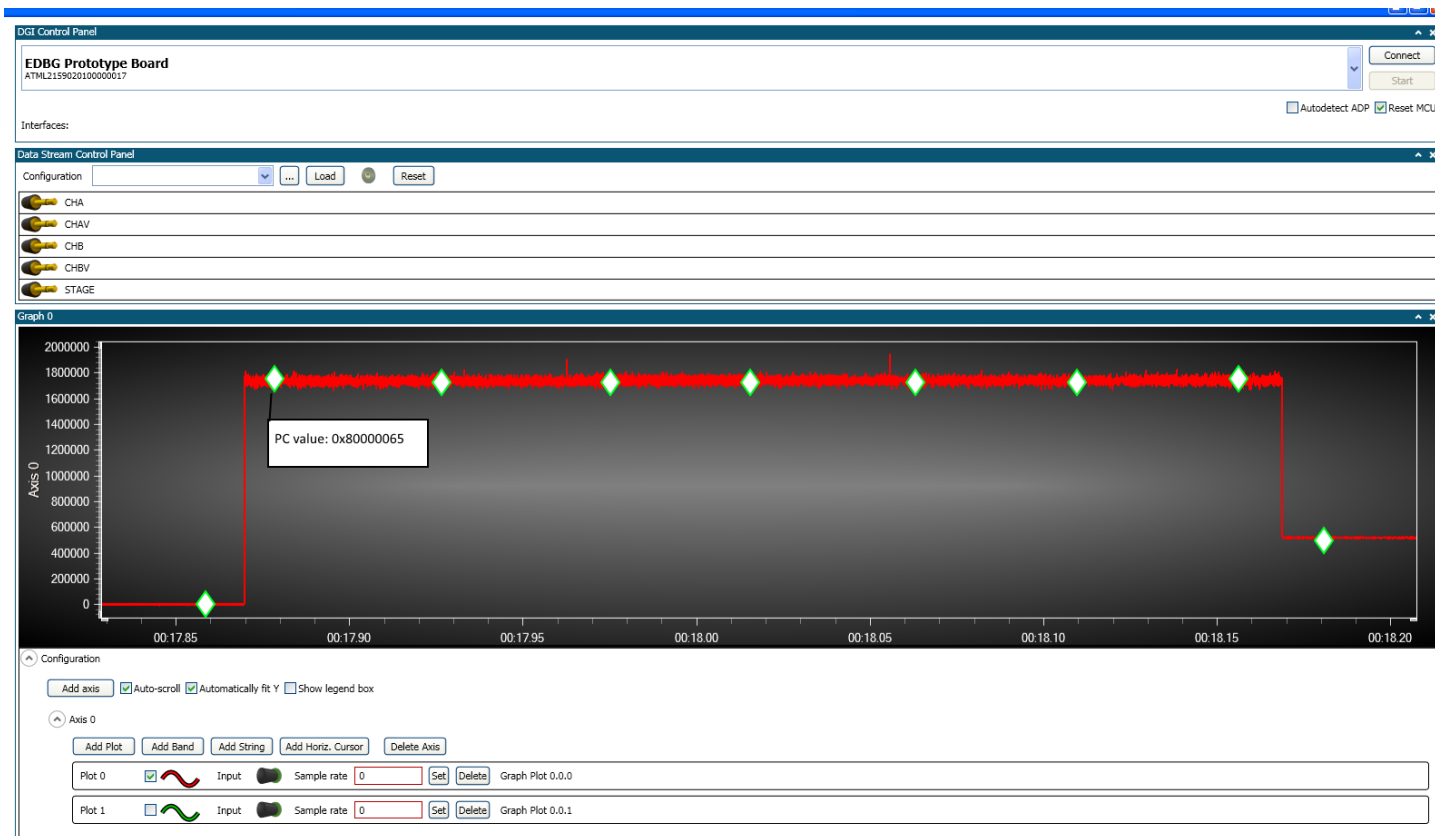 DGI Control Panel
EDBG Prototype Board
ATML2159020100000017
Connect
Start
Autodetect ADP Reset MCU
Interfaces:
Data Stream Control Panel
Configuration ... Load Reset
CHA
CHAV
CHB
CHBV
STAGE
Graph 0
2000000
1800000
1600000
1400000
1200000
1000000
800000
600000
400000
200000
0
Axis 0
PC value: 0x80000065
00:17.85 00:17.90 00:17.95 00:18.00 00:18.05 00:18.10 00:18.15 00:18.20
Configuration
Add axis Auto-scroll Automatically fit Y Show legend box
Axis 0
Add Plot Add Band Add String Add Horiz. Cursor Delete Axis
Plot 0 Input Sample rate 0 Set Delete Graph Plot 0.0.0
Plot 1 Input Sample rate 0 Set Delete Graph Plot 0.0.1